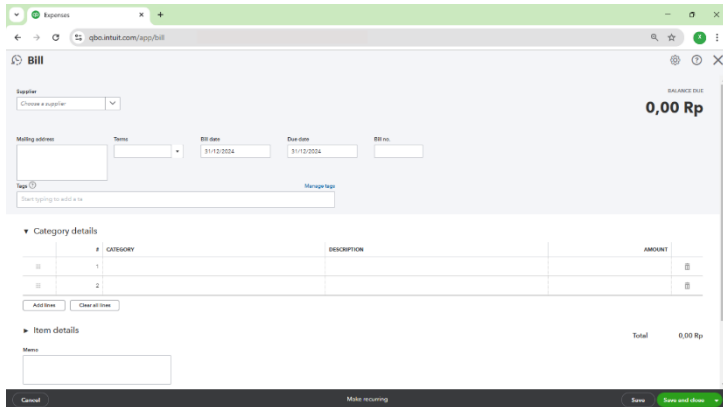 Expenses
qbo.intuit.com/app/bill
X
Bill
Supplier
BALANCE DUE
Choose a supplier
0,00 Rp
Mailing address Terms Bill date Due date Bill no.
31/12/2024 31/12/2024
Tags Manage tags
Start typing to add a ta
Category details
# CATEGORY DESCRIPTION AMOUNT
1
2
Add lines Clear all lines
Item details
Total 0,00 Rp
Memo
Cancel Make recurring Save Save and close